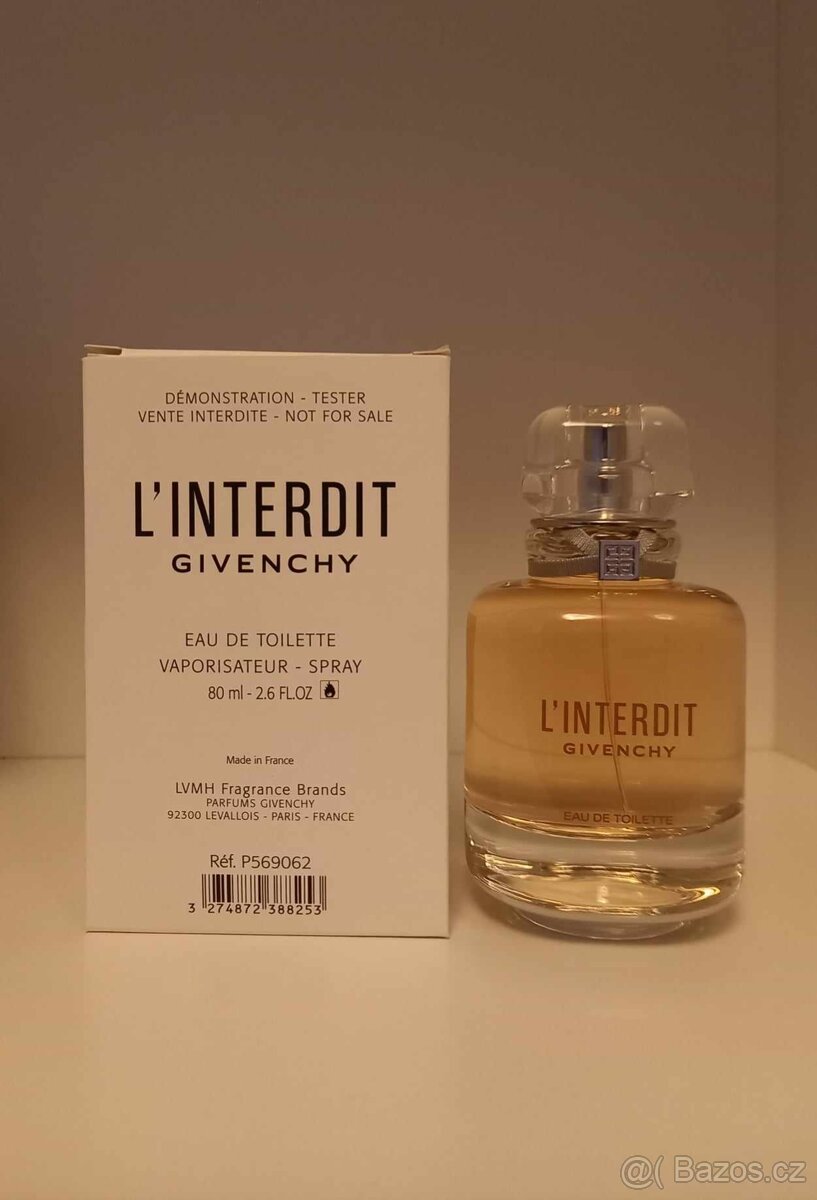 DÉMONSTRATION - TESTER
VENTE INTERDITE - NOT FOR SALE
L'INTERDIT
GIVENCHY
EAU DE TOILETTE
VAPORISATEUR - SPRAY
80 ml - 2.6 FL.OZ
Made in France
LVMH Fragrance Brands
PARFUMS GIVENCHY
92300 LEVALLOIS - PARIS - FRANCE
Réf. P569062
3 274872 388253
L'INTERDIT
GIVENCHY
EAU DE TOILETTE
@( Bazos.cz